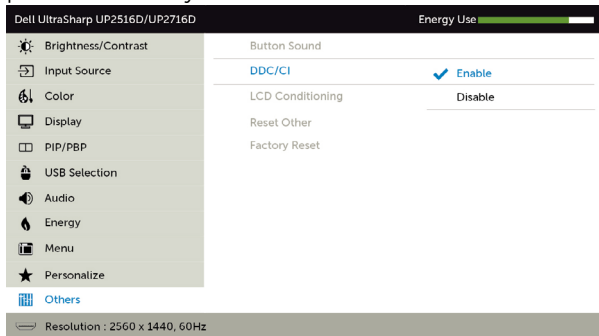 Dell UltraSharp UP2516D/UP2716D Energy Use
Brightness/Contrast Button Sound
Input Source DDC/CI Enable
Color LCD Conditioning Disable
Display Reset Other
PIP/PBP Factory Reset
USB Selection
Audio
Energy
Menu
Personalize
Others
Resolution : 2560 x 1440, 60Hz